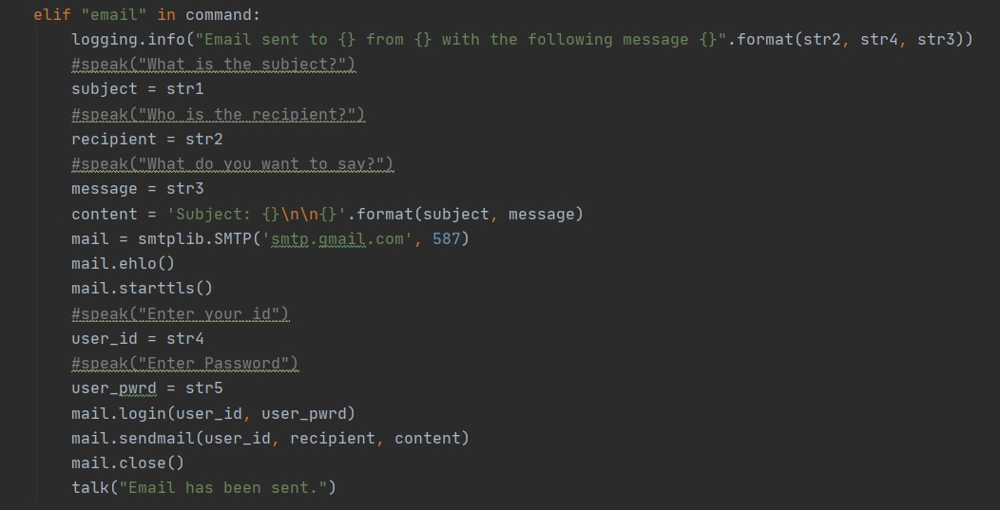 elif "email" in command:
logging.info("Email sent to {} from {} with the following message {}".format(str2, str4, str3))
#speak("What is the subject?")
subject = str1
#speak("Who is the recipient?")
recipient = str2
#speak("What do you want to say?")
message = str3
content = 'Subject: {}\n\n{}'.format(subject, message)
mail = smtplib.SMTP('smtp.gmail.com', 587)
mail.ehlo()
mail.starttls()
#speak("Enter your id")
user_id = str4
#speak("Enter Password")
user_pwrd = str5
mail.login(user_id, user_pwrd)
mail.sendmail(user_id, recipient, content)
mail.close()
talk("Email has been sent.")